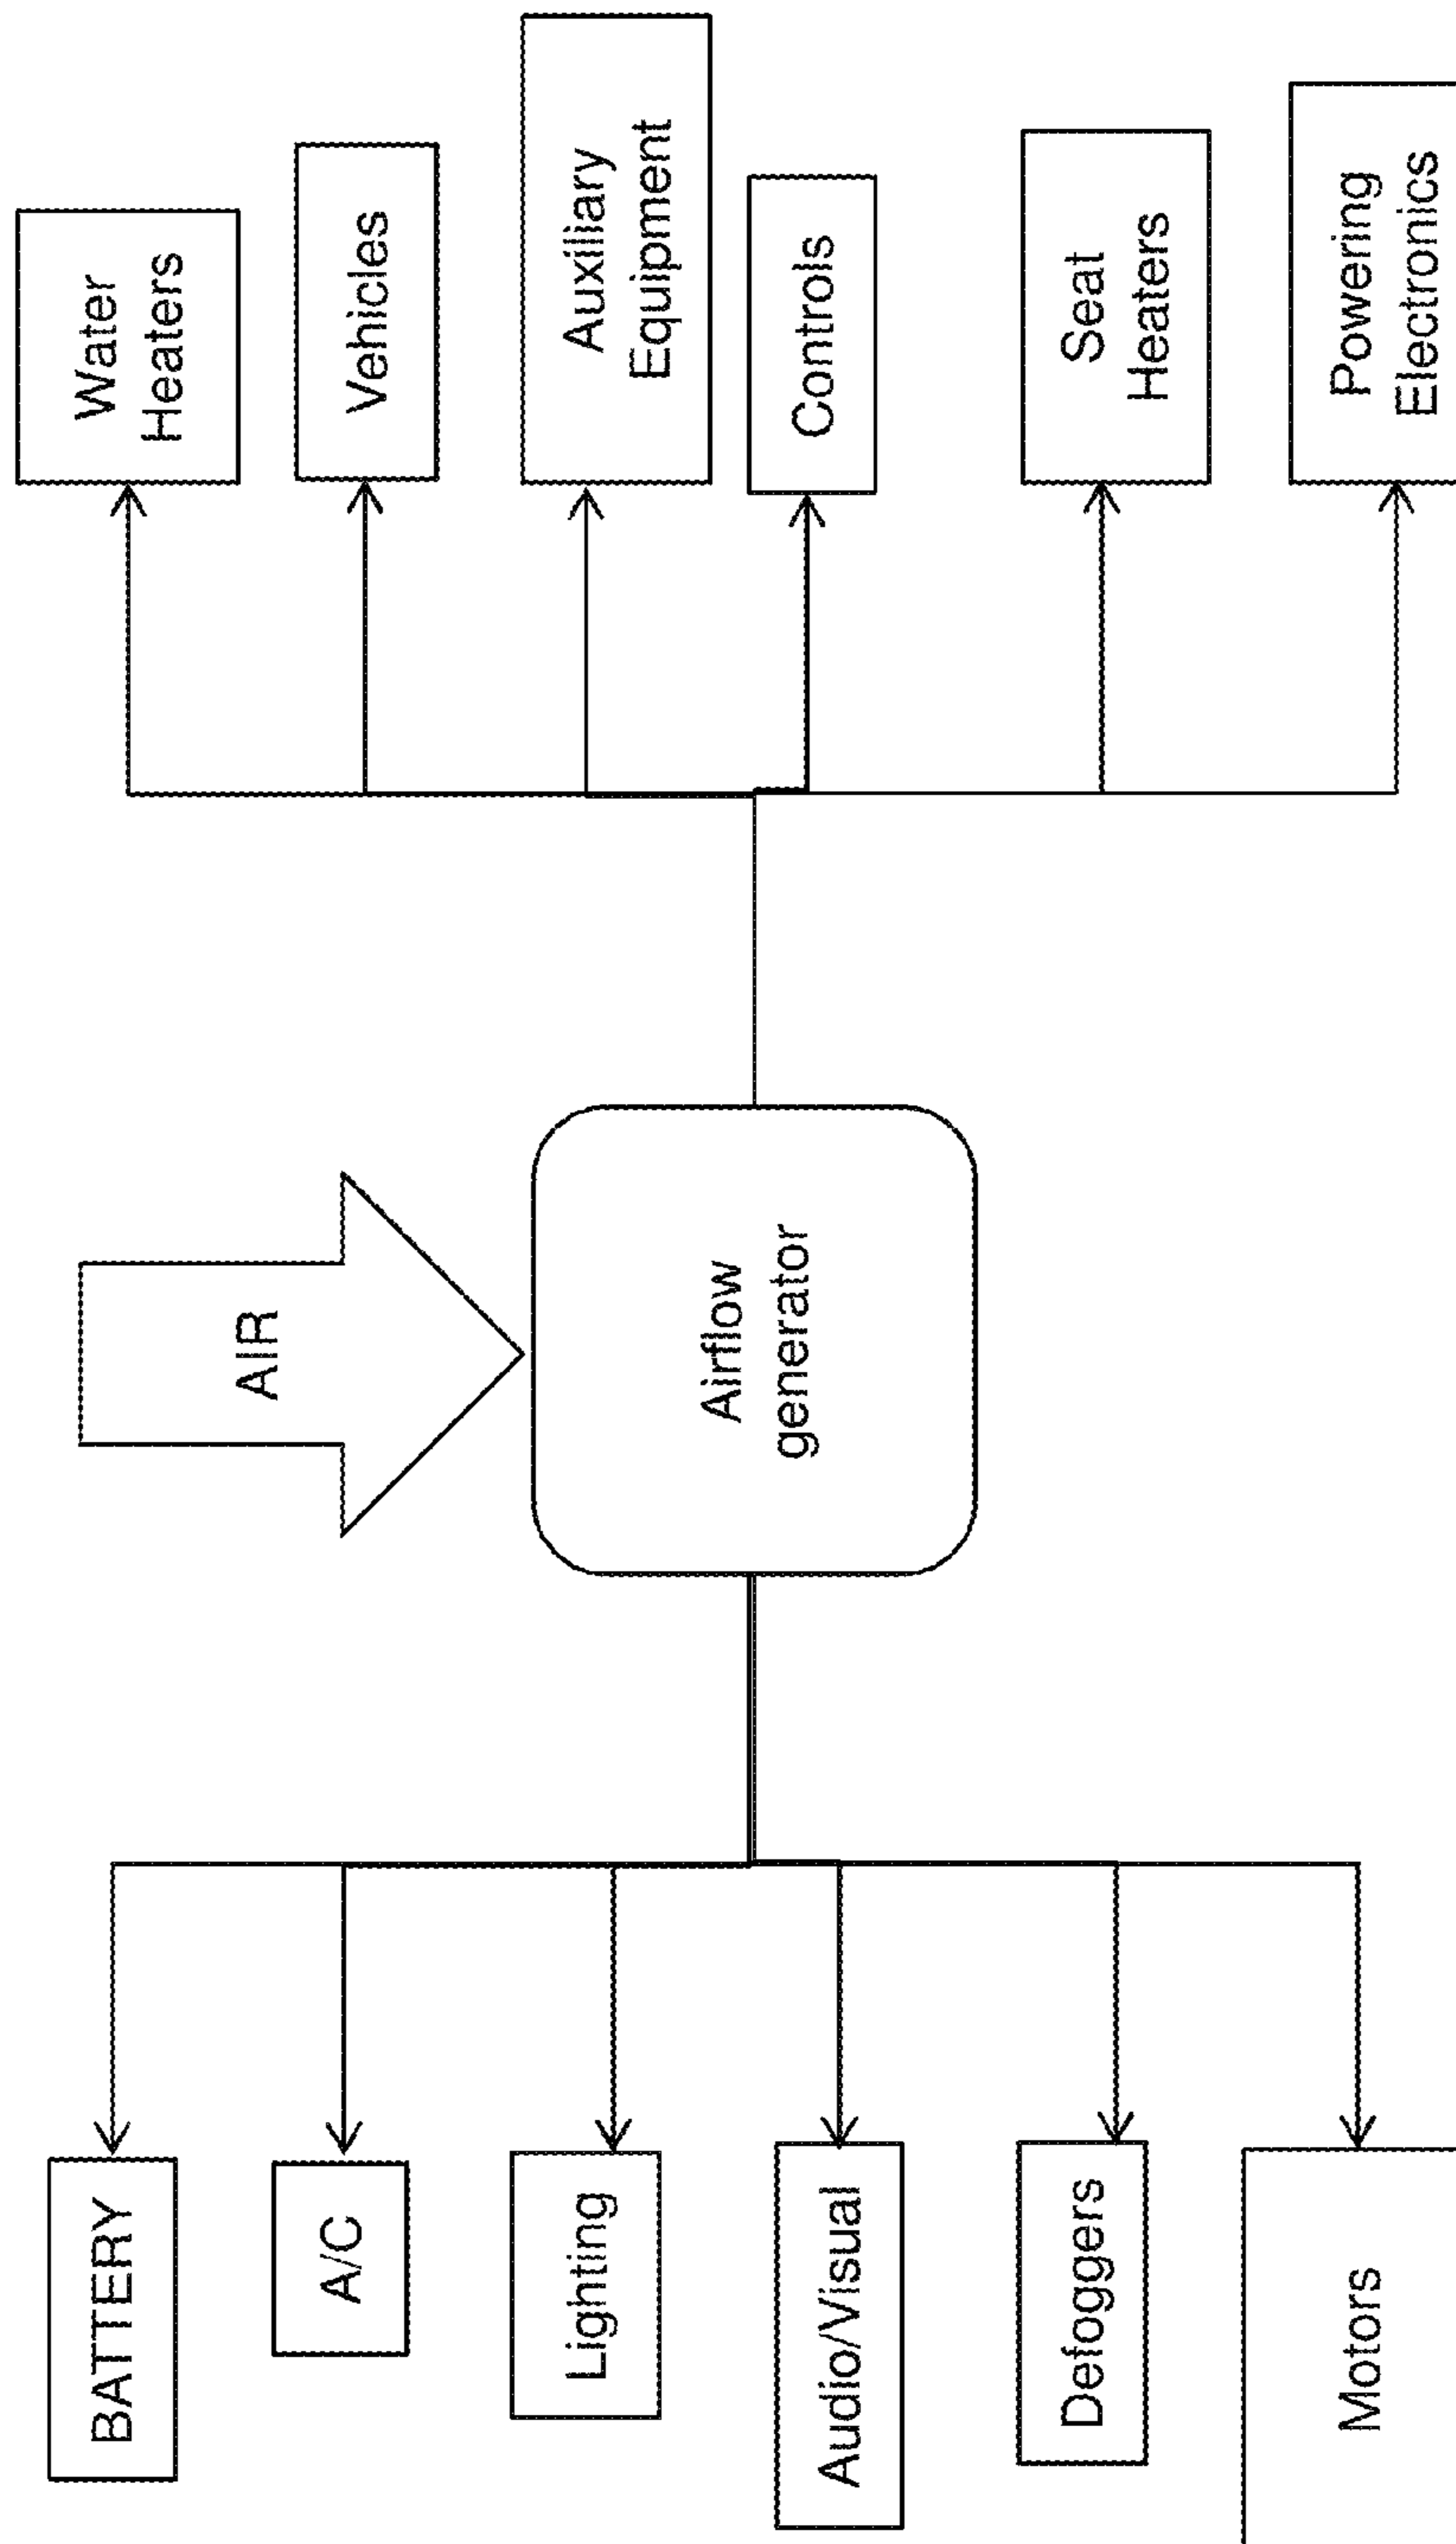 AIR
Airflow
generator
BATTERY
A/C
Lighting
Audio/Visual
Defoggers
Motors
Water
Heaters
Vehicles
Auxiliary
Equipment
Controls
Seat
Heaters
Powering
Electronics